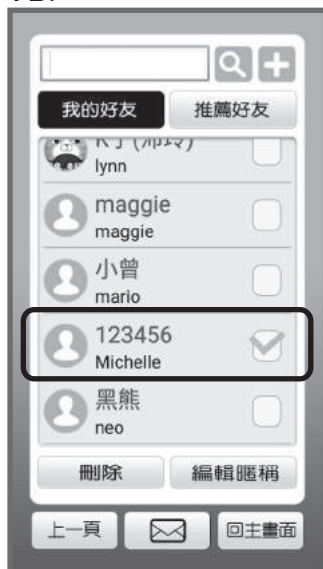 我的好友 推薦好友
lynn
maggie
maggie
小曾
mario
123456
Michelle
黑熊
neo
刪除 編輯暱稱
上一頁 回主畫面